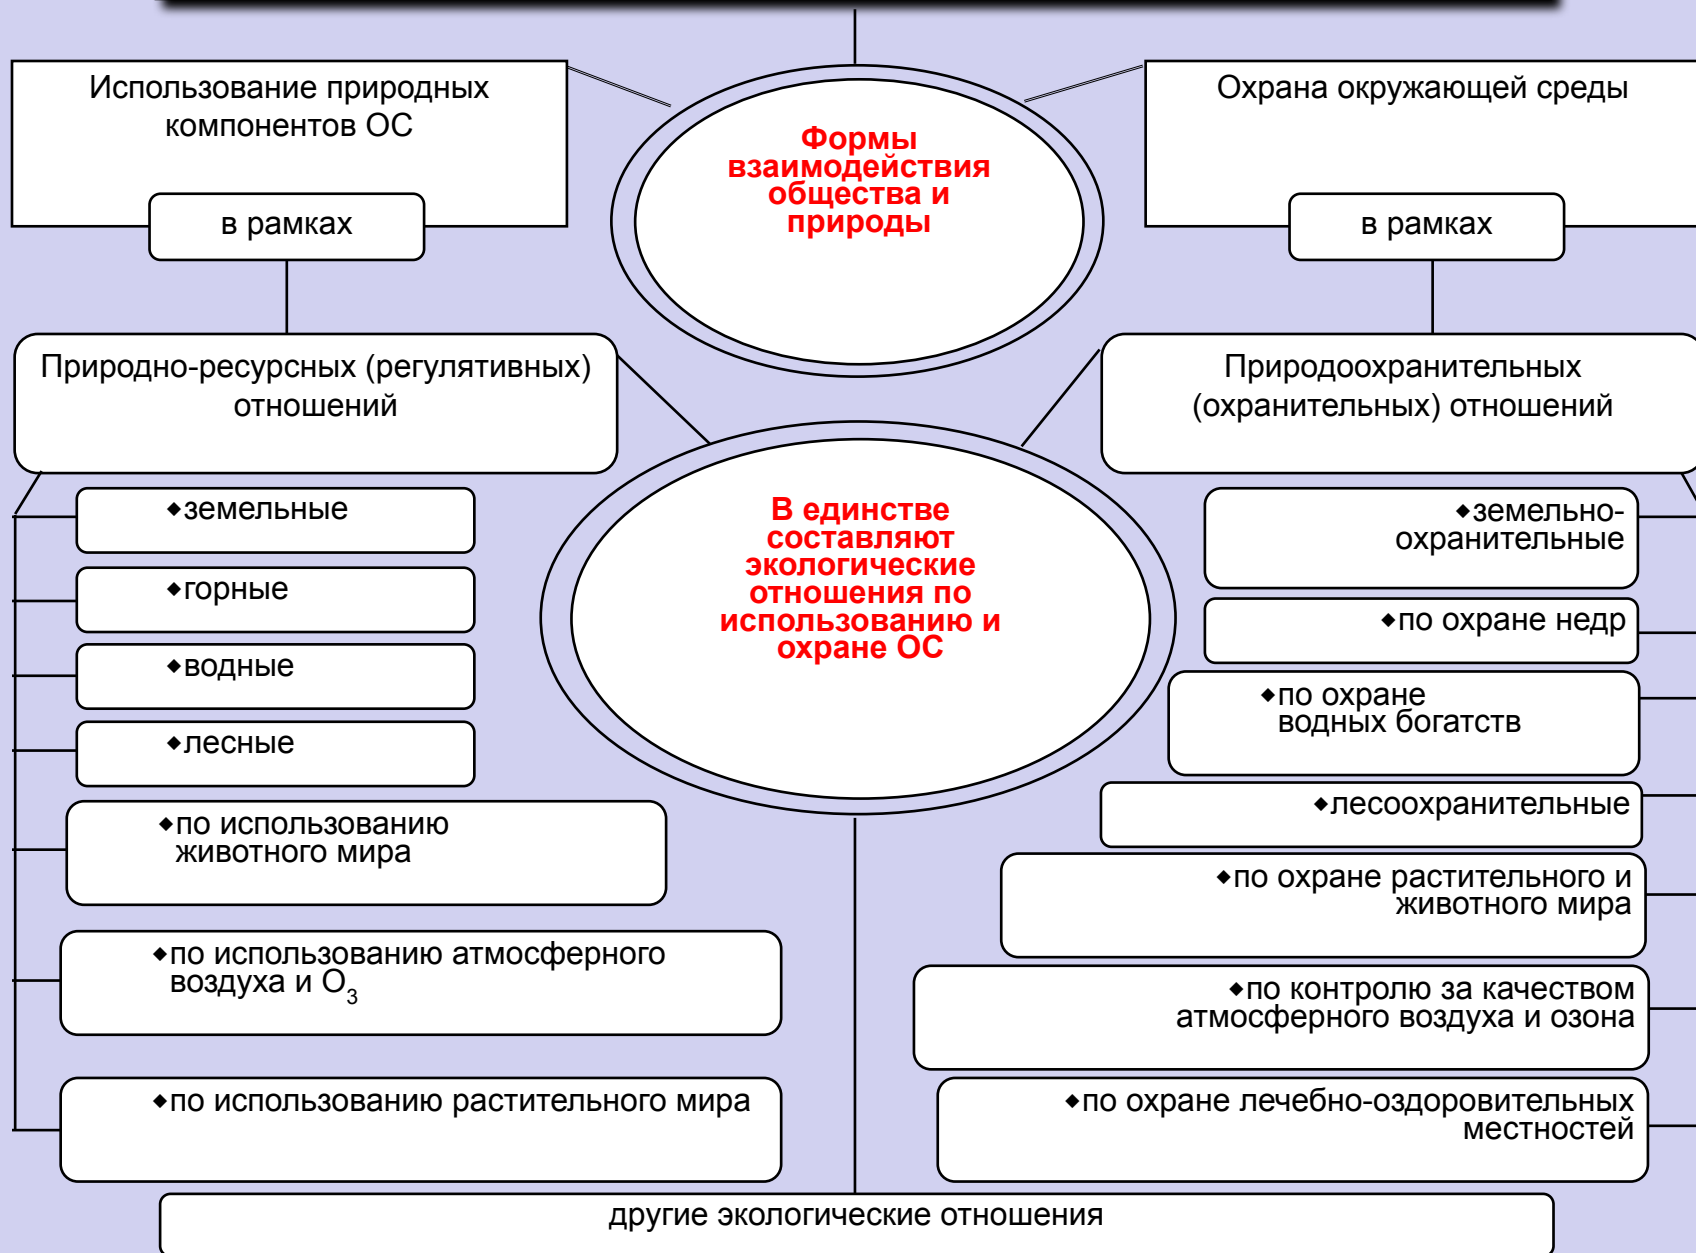 Использование природных
компонентов ОС
в рамках
Формы
взаимодействия
общества и
природы
Охрана окружающей среды
в рамках
Природно-ресурсных (регулятивных)
отношений
Природоохранительных
(охранительных) отношений
◆земельные
◆горные
◆водные
◆лесные
◆по использованию
животного мира
◆по использованию атмосферного
воздуха и O₃
◆по использованию растительного мира
В единстве
составляют
экологические
отношения по
использованию и
охране ОС
◆земельно-
охранительные
◆по охране недр
◆по охране
водных богатств
◆лесоохранительные
◆по охране растительного и
животного мира
◆по контролю за качеством
атмосферного воздуха и озона
◆по охране лечебно-оздоровительных
местностей
другие экологические отношения